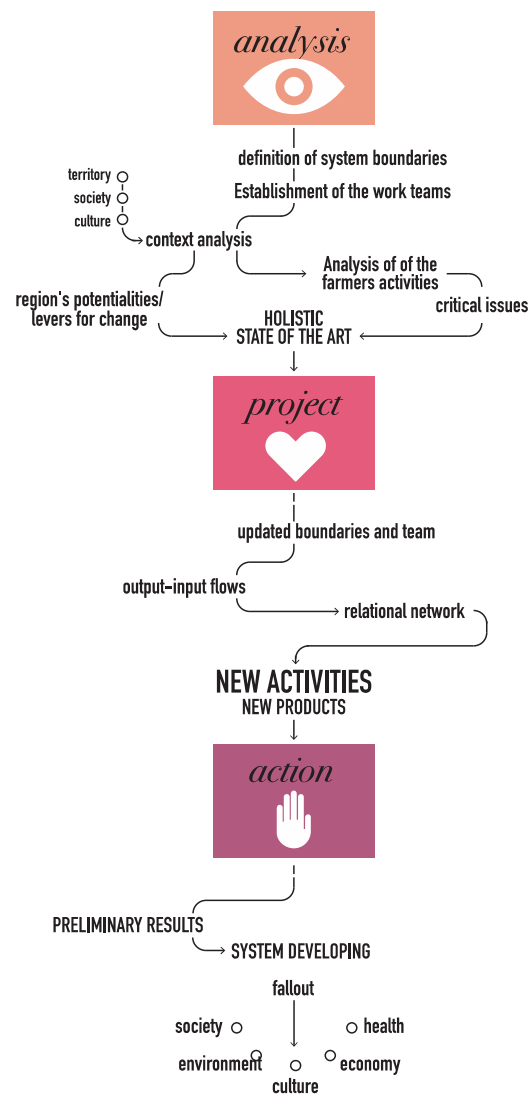 analysis
definition of system boundaries
Establishment of the work teams
territory
society
culture
context analysis
Analysis of of the
farmers activities
region's potentialities/
levers for change
critical issues
HOLISTIC
STATE OF THE ART
project
updated boundaries and team
output-input flows
relational network
NEW ACTIVITIES
NEW PRODUCTS
action
PRELIMINARY RESULTS
SYSTEM DEVELOPING
fallout
society
health
environment
economy
culture